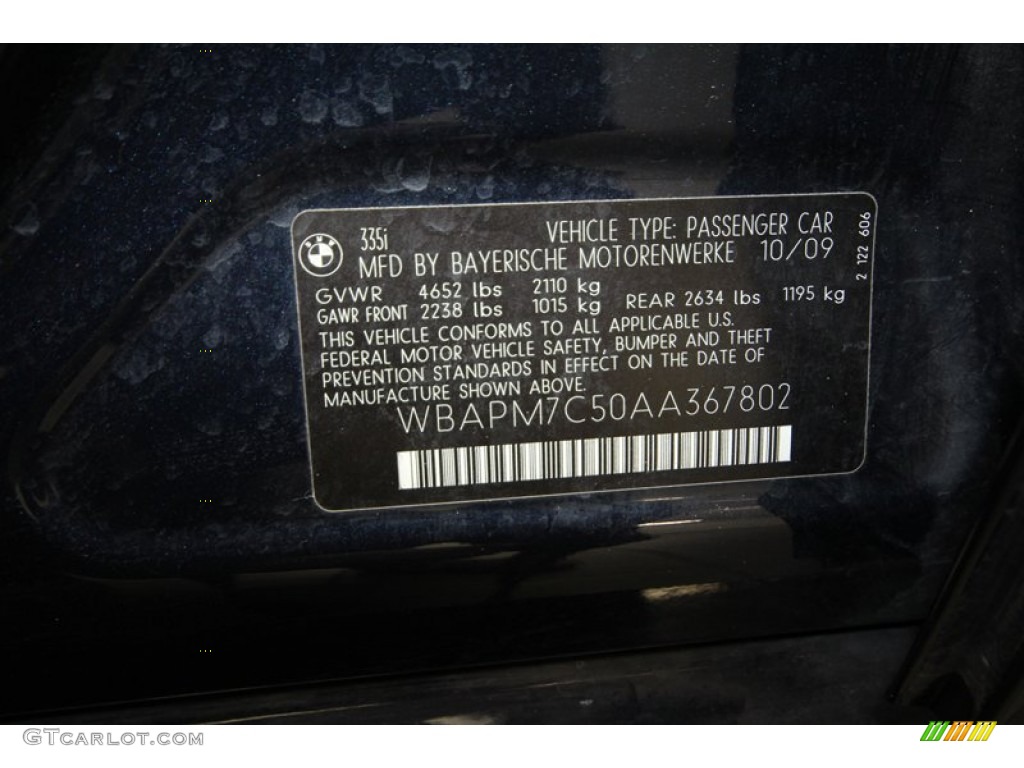 335i VEHICLE TYPE: PASSENGER CAR
MFD BY BAYERISCHE MOTORENWERKE 10/09
GVWR 4652 lbs 2110 kg
GAWR FRONT 2238 lbs 1015 kg REAR 2634 lbs 1195 kg
THIS VEHICLE CONFORMS TO ALL APPLICABLE U.S.
FEDERAL MOTOR VEHICLE SAFETY, BUMPER AND THEFT
PREVENTION STANDARDS IN EFFECT ON THE DATE OF
MANUFACTURE SHOWN ABOVE.
WBAPM7C50AA367802
2 122 606
BMW
GTCARLOT.COM